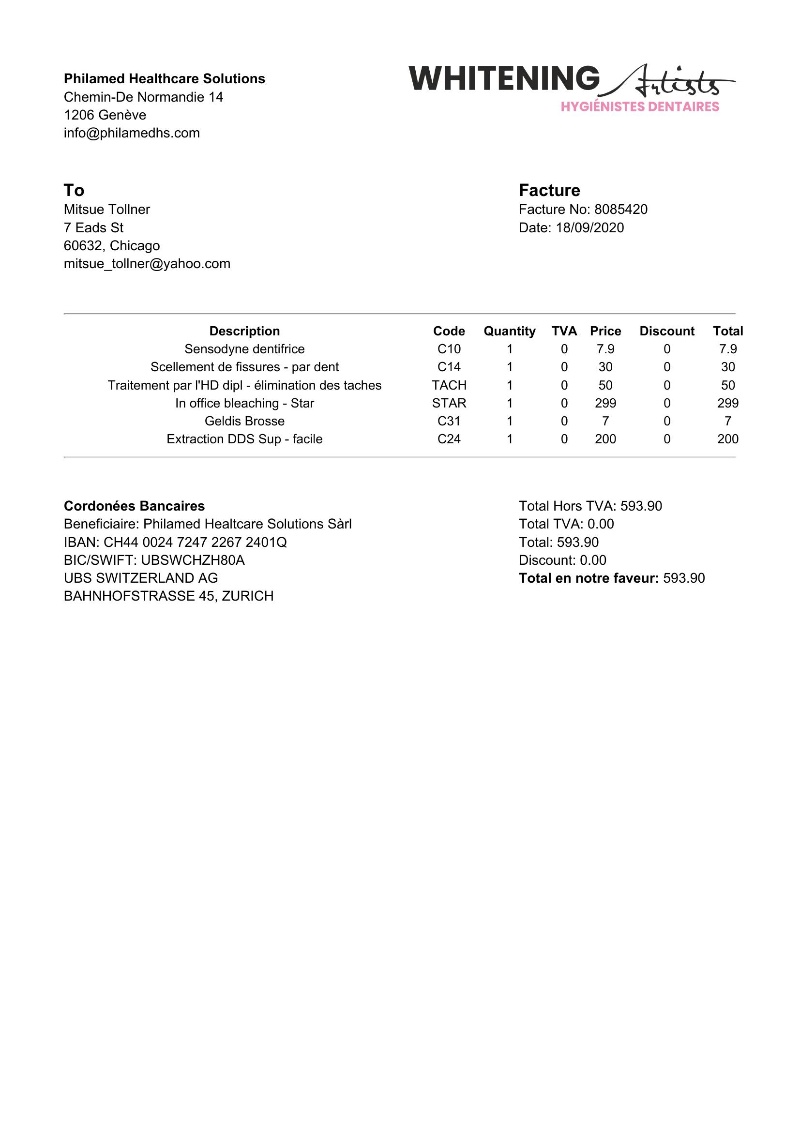 Philamed Healthcare Solutions
Chemin-De Normandie 14
1206 Genève
info@philamedhs.com
WHITENING Artists
HYGIÉNISTES DENTAIRES
To
Mitsue Tollner
7 Eads St
60632, Chicago
mitsue_tollner@yahoo.com
Facture
Facture No: 8085420
Date: 18/09/2020
Description Code Quantity TVA Price Discount Total
Sensodyne dentifrice C10 1 0 7.9 0 7.9
Scellement de fissures - par dent C14 1 0 30 0 30
Traitement par l'HD dipl - élimination des taches TACH 1 0 50 0 50
In office bleaching - Star STAR 1 0 299 0 299
Geldis Brosse C31 1 0 7 0 7
Extraction DDS Sup - facile C24 1 0 200 0 200
Cordonées Bancaires
Beneficiaire: Philamed Healtcare Solutions Sàrl
IBAN: CH44 0024 7247 2267 2401Q
BIC/SWIFT: UBSWCHZH80A
UBS SWITZERLAND AG
BAHNHOFSTRASSE 45, ZURICH
Total Hors TVA: 593.90
Total TVA: 0.00
Total: 593.90
Discount: 0.00
Total en notre faveur: 593.90